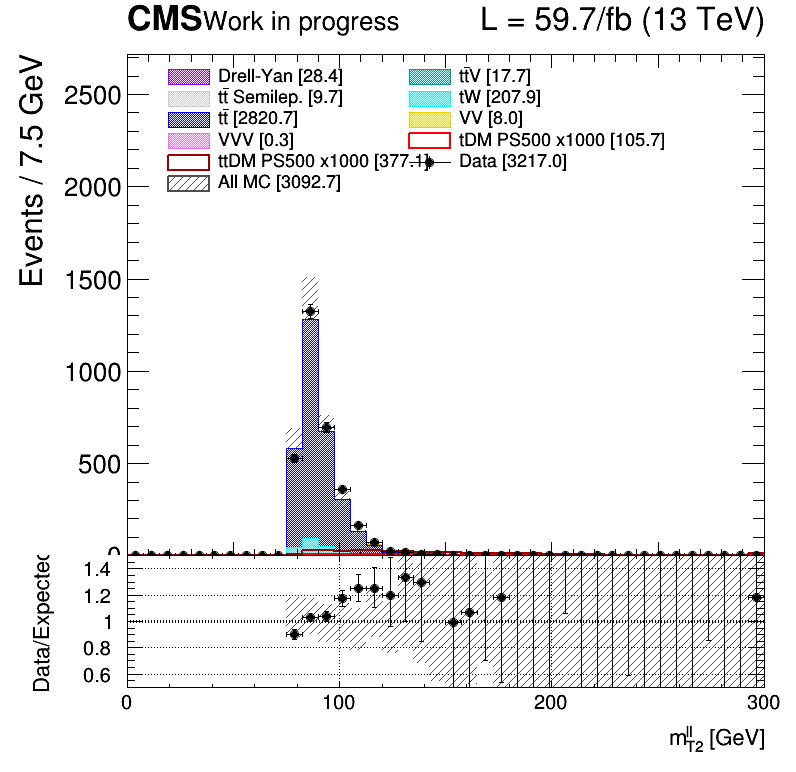 CMS Work in progress L = 59.7/fb (13 TeV)
Events / 7.5 GeV
2500
2000
1500
1000
500
0
Drell-Yan [28.4]
tt̄V [17.7]
tt̄ Semilep. [9.7]
tW [207.9]
tt̄ [2820.7]
VV [8.0]
VVV [0.3]
tDM PS500 x1000 [105.7]
ttDM PS500 x1000 [377.1]
Data [3217.0]
All MC [3092.7]
Data/Expected
1.4
1.2
1
0.8
0.6
0 100 200 300
m_{T2}^{ll} [GeV]